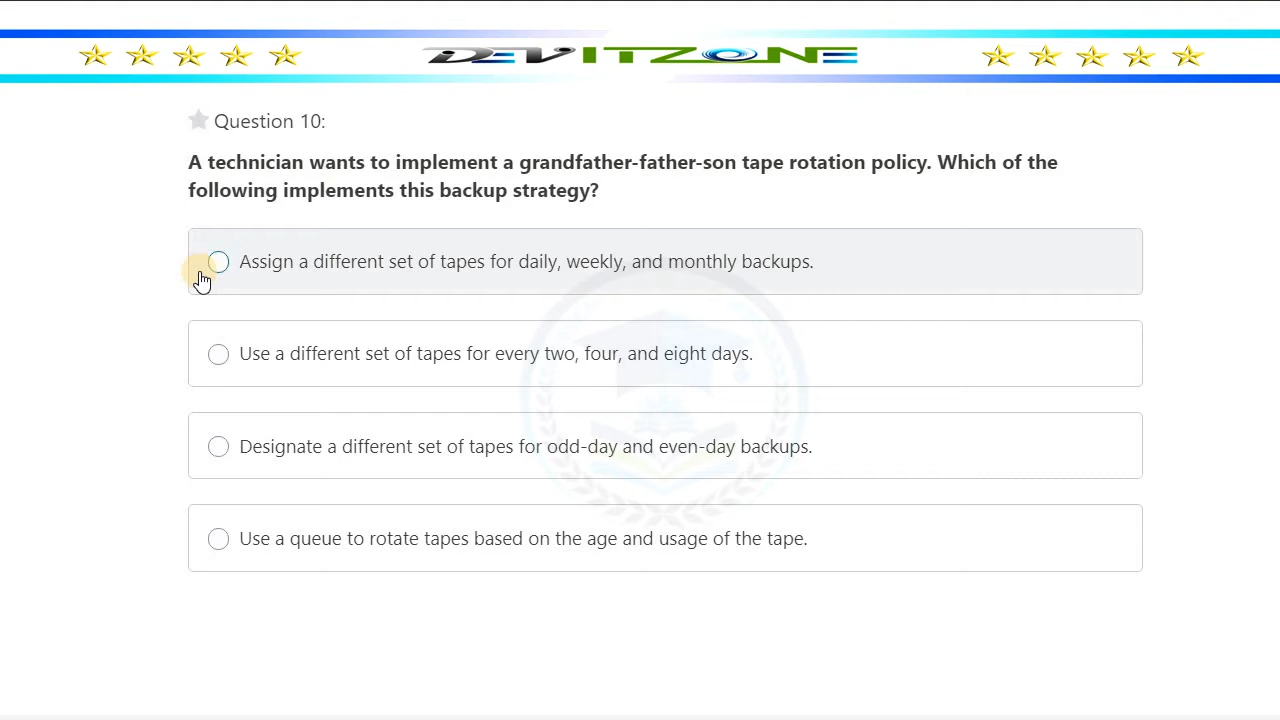 DEVITZONE
Question 10:
A technician wants to implement a grandfather-father-son tape rotation policy. Which of the
following implements this backup strategy?
Assign a different set of tapes for daily, weekly, and monthly backups.
Use a different set of tapes for every two, four, and eight days.
Designate a different set of tapes for odd-day and even-day backups.
Use a queue to rotate tapes based on the age and usage of the tape.